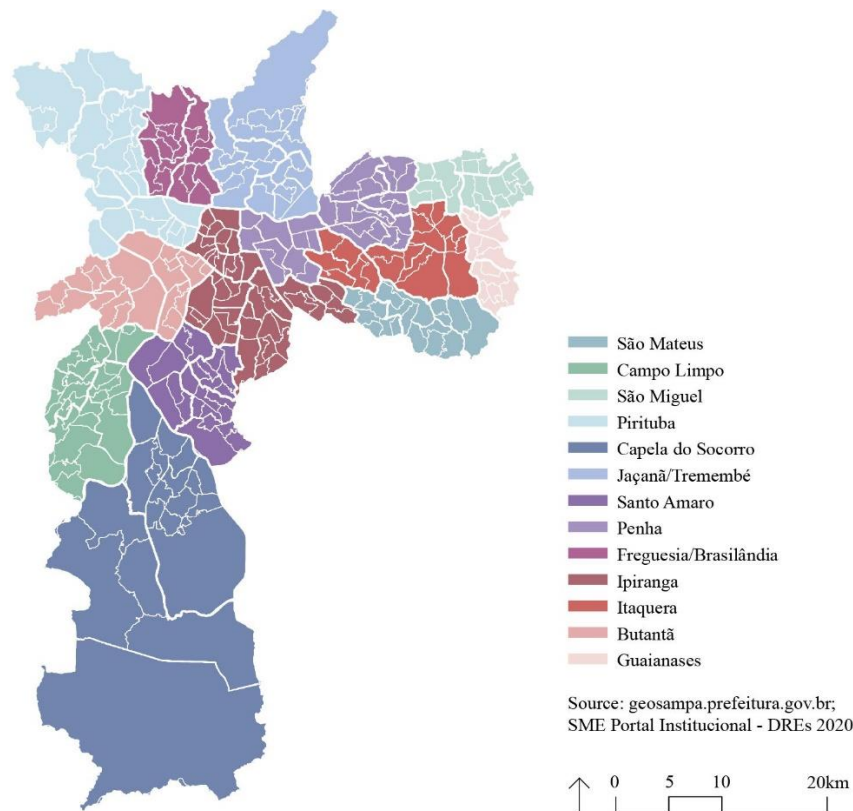 São Mateus
Campo Limpo
São Miguel
Pirituba
Capela do Socorro
Jaçanã/Tremembé
Santo Amaro
Penha
Freguesia/Brasilândia
Ipiranga
Itaquera
Butantã
Guaianases
Source: geosampa.prefeitura.gov.br;
SME Portal Institucional - DREs 2020
0 5 10 20km